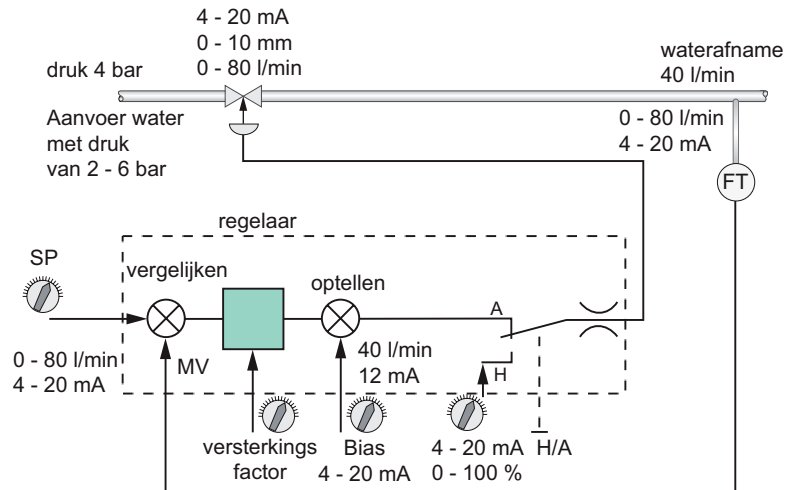 4 - 20 mA
0 - 10 mm
0 - 80 l/min
druk 4 bar
waterafname
40 l/min
Aanvoer water
met druk
van 2 - 6 bar
0 - 80 l/min
4 - 20 mA
FT
regelaar
SP
vergelijken
optellen
A
0 - 80 l/min
4 - 20 mA
MV
40 l/min
12 mA
H
versterkings
factor
Bias
4 - 20 mA
4 - 20 mA
0 - 100 %
H/A